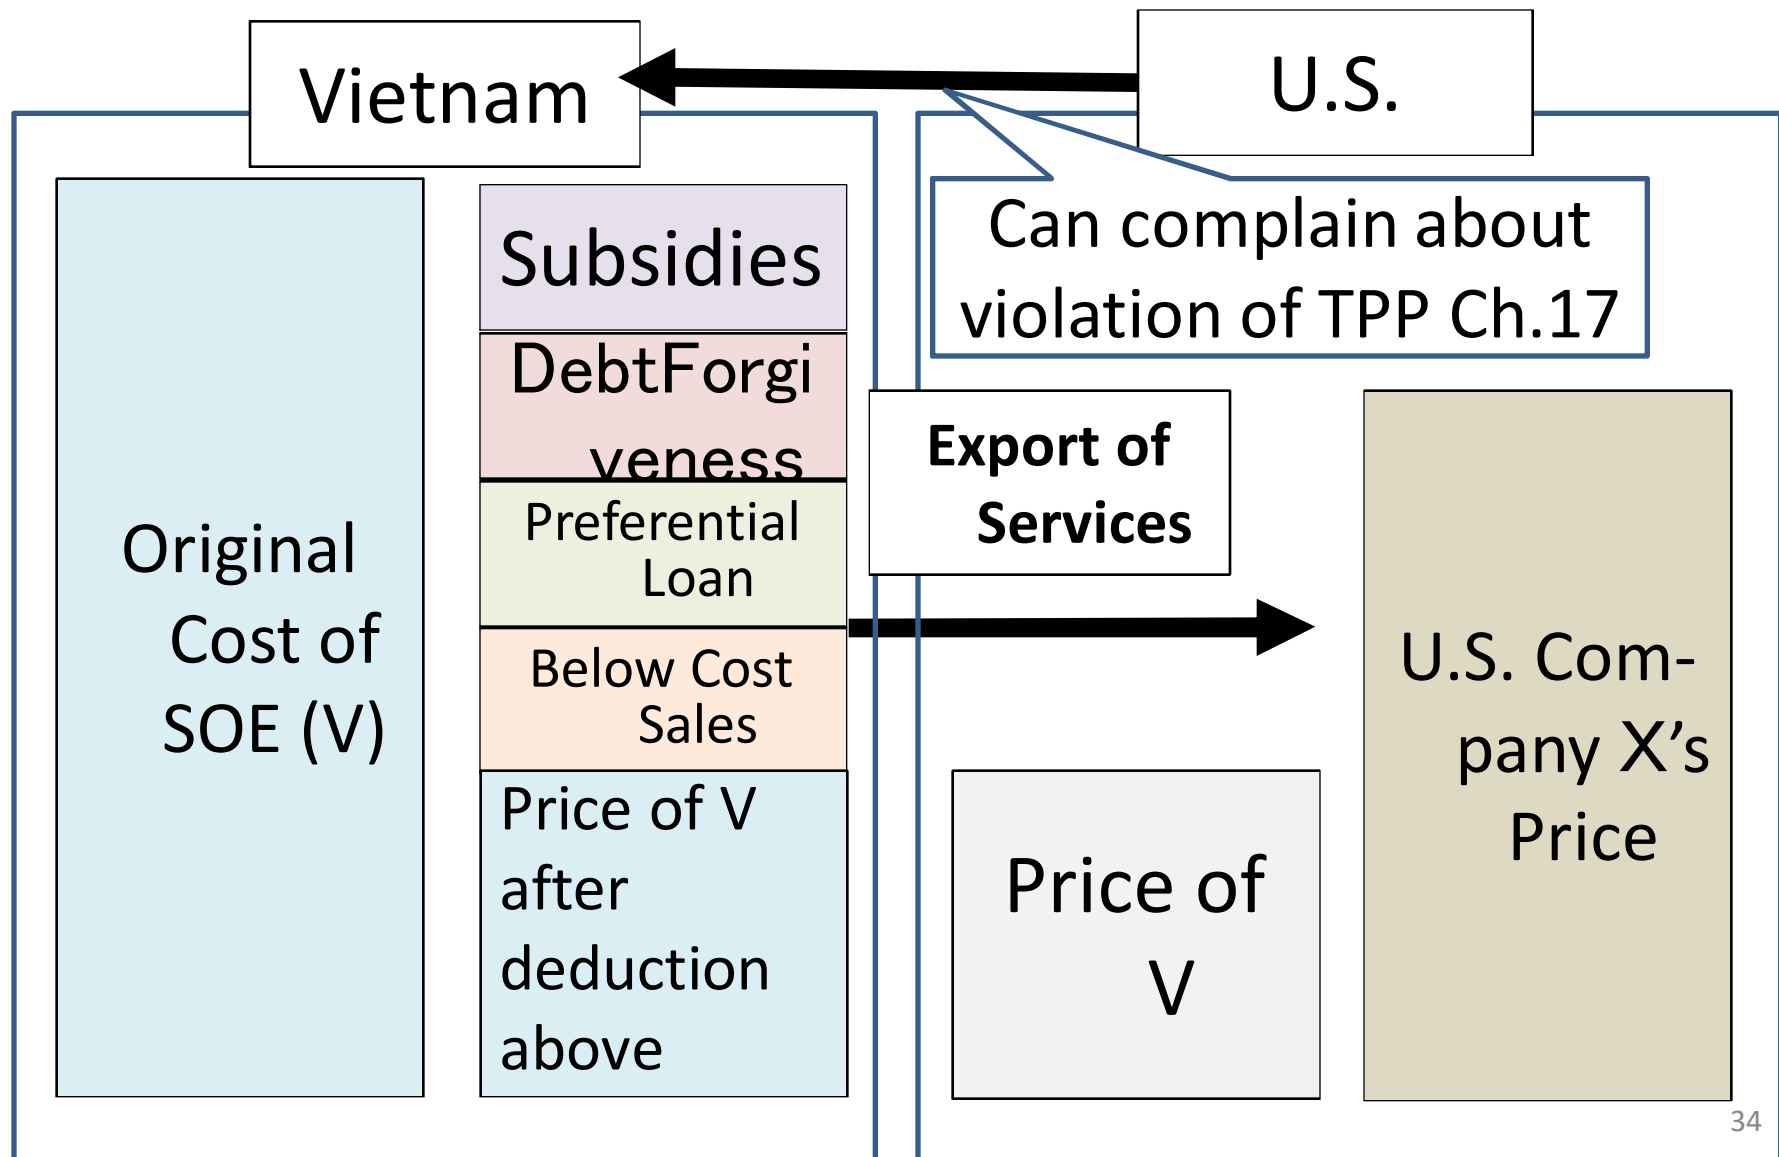 Vietnam
U.S.
Can complain about
violation of TPP Ch.17
Original
Cost of
SOE (V)
Subsidies
DebtForgi
veness
Preferential
Loan
Below Cost
Sales
Price of V
after
deduction
above
Export of
Services
Price of
V
U.S. Com-
pany X’s
Price
34